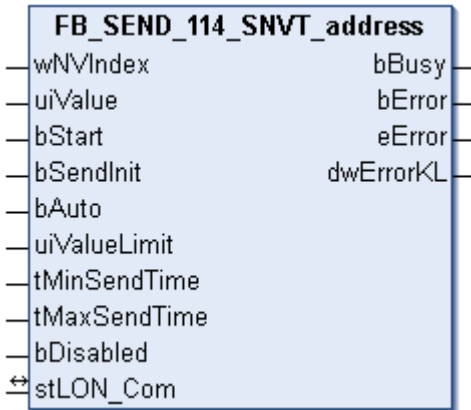 FB_SEND_114_SNVT_address
wNVIndex bBusy
uiValue bError
bStart eError
bSendInit dwErrorKL
bAuto
uiValueLimit
tMinSendTime
tMaxSendTime
bDisabled
stLON_Com